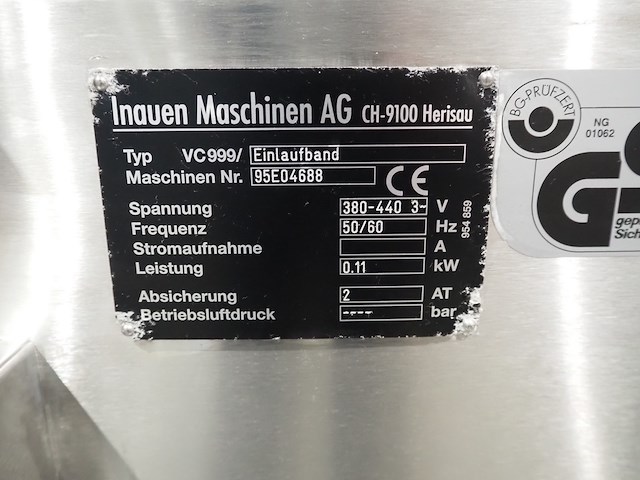 Inauen Maschinen AG CH-9100 Herisau
Typ VC999/ Einlaufband
Maschinen Nr. 95E04688
CE
Spannung 380-440 3~ V
Frequenz 50/60 Hz
Stromaufnahme A
Leistung 0.11 kW
Absicherung 2 AT
Betriebsluftdruck ---- bar
954 859
BG-PRÜFZERT
NG
01062
GS